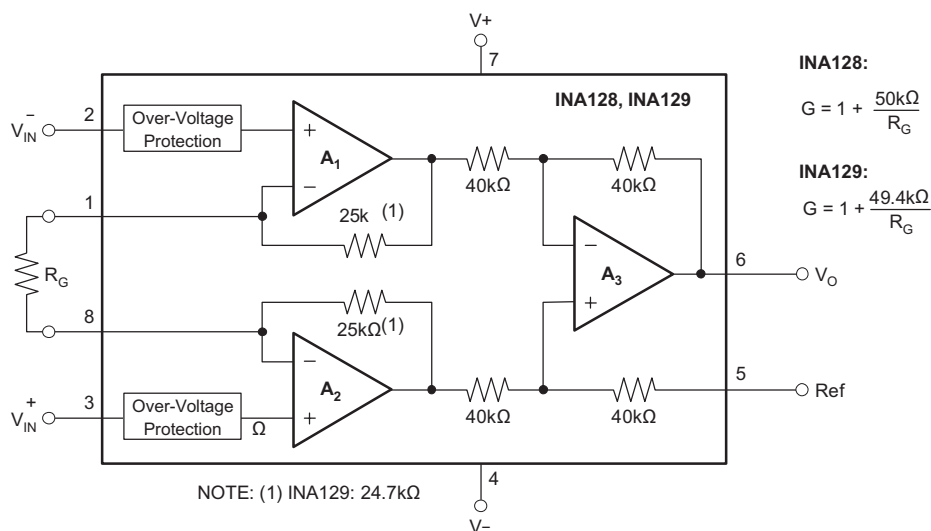 V+
7
INA128:
G = 1 + 50kΩ / R_G
INA129:
G = 1 + 49.4kΩ / R_G
INA128, INA129
V⁻_IN
2
Over-Voltage
Protection
+
A₁
−
40kΩ
40kΩ
1
25k (1)
R_G
−
A₃
+
6
V_O
8
25kΩ(1)
−
A₂
+
5
Ref
V⁺_IN
3
Over-Voltage
Protection
Ω
40kΩ
40kΩ
4
NOTE: (1) INA129: 24.7kΩ
V−